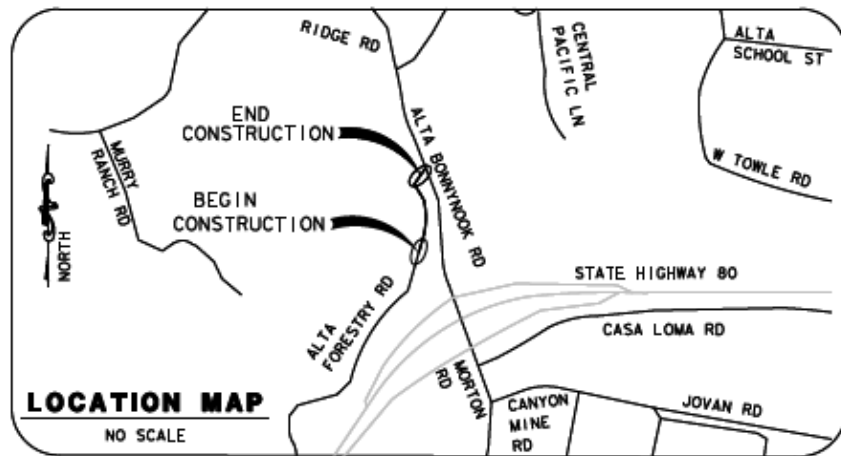 RIDGE RD
CENTRAL
PACIFIC LN
ALTA
SCHOOL ST
END
CONSTRUCTION
ALTA BONNYNOOK RD
MURRY
RANCH RD
W TOWLE RD
BEGIN
CONSTRUCTION
NORTH
STATE HIGHWAY 80
ALTA
FORESTRY RD
CASA LOMA RD
MORTON
RD
LOCATION MAP
NO SCALE
CANYON
MINE
RD
JOVAN RD